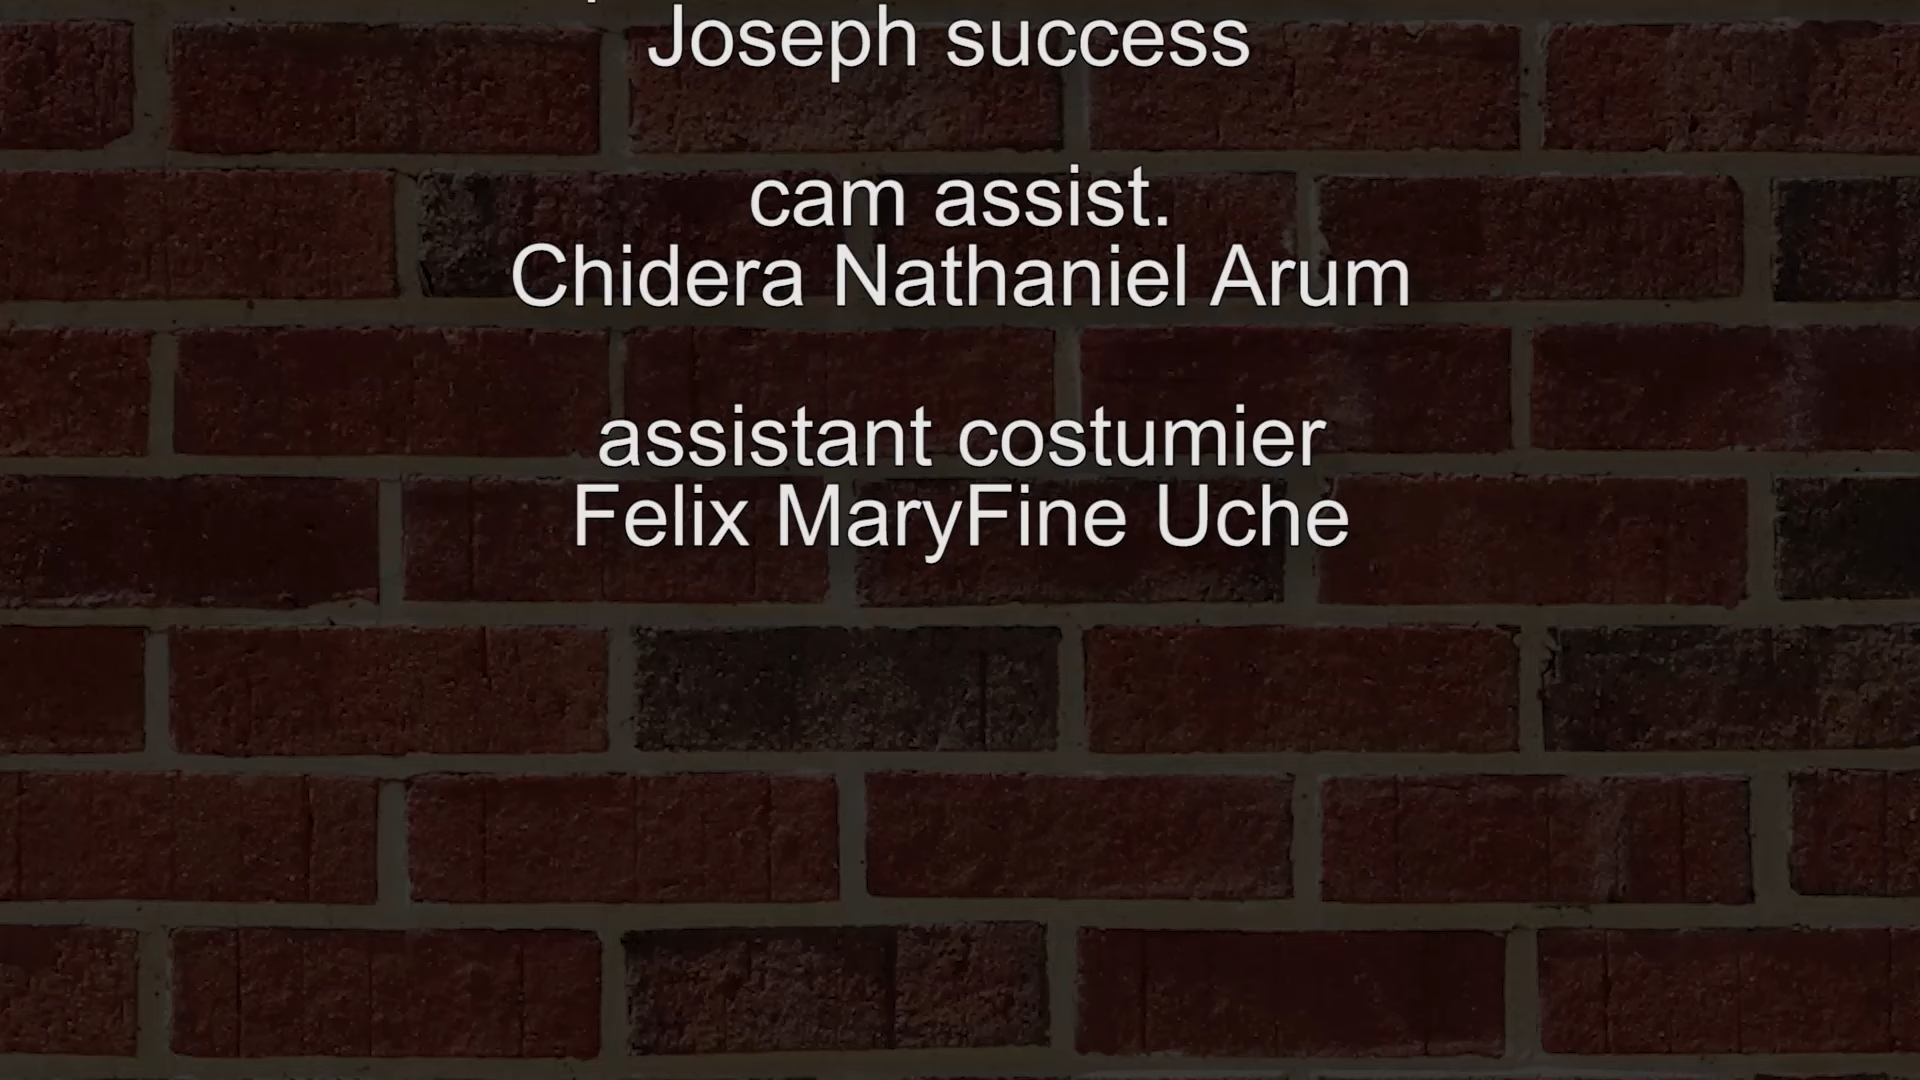 Joseph success
cam assist.
Chidera Nathaniel Arum
assistant costumier
Felix MaryFine Uche